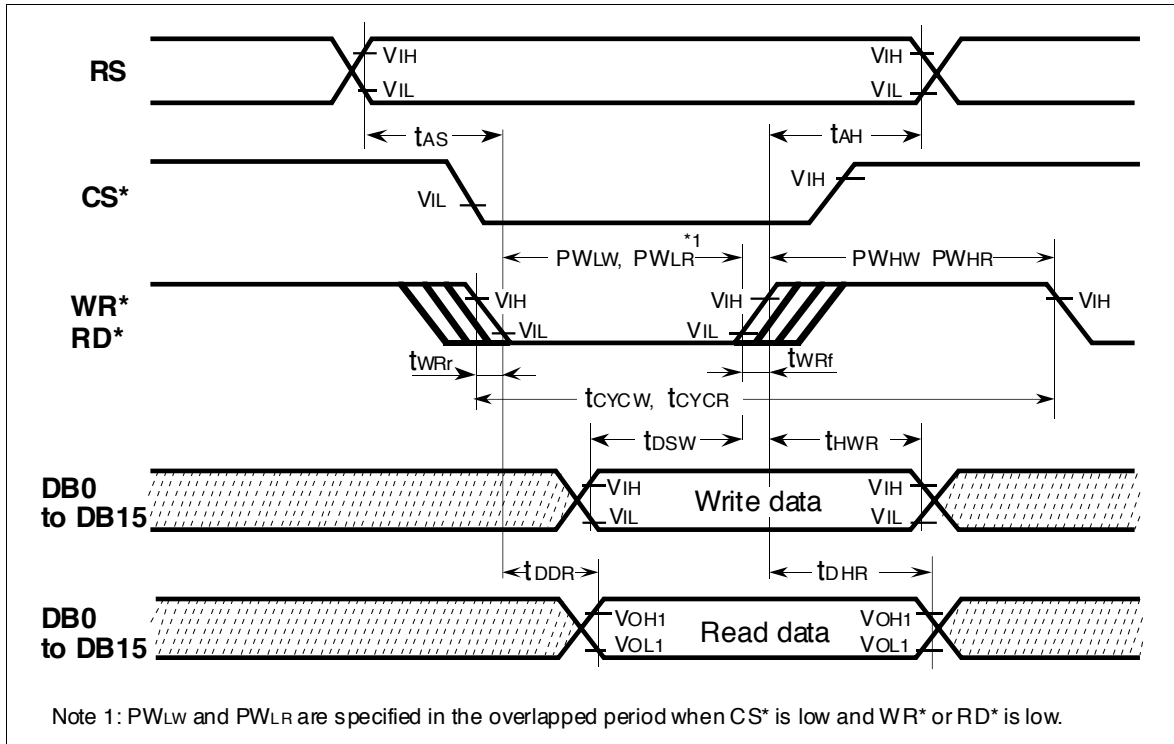 RS
VIH
VIH
VIL
VIL
tAS
tAH
CS*
VIL
VIH
PWLW, PWLR*1
PWHW PWHR
WR*
RD*
VIH
VIH
VIH
VIL
VIL
tWRr
tWRf
tCYCW, tCYCR
tDSW
tHWR
DB0
to DB15
VIH
Write data
VIH
VIL
VIL
tDDR
tDHR
DB0
to DB15
VOH1
Read data
VOH1
VOL1
VOL1
Note 1: PWLW and PWLR are specified in the overlapped period when CS* is low and WR* or RD* is low.